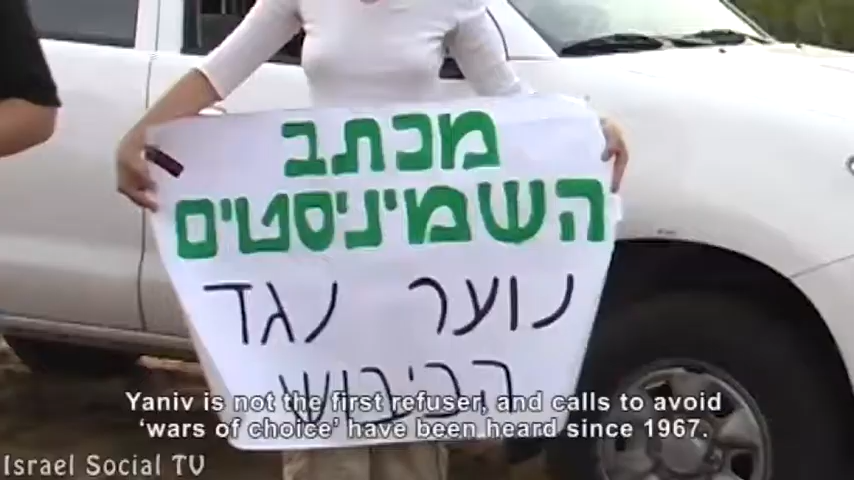 מכתב
השמיניסטים
נוער נגד
הכיבוש
Yaniv is not the first refuser, and calls to avoid
‘wars of choice’ have been heard since 1967.
Israel Social TV